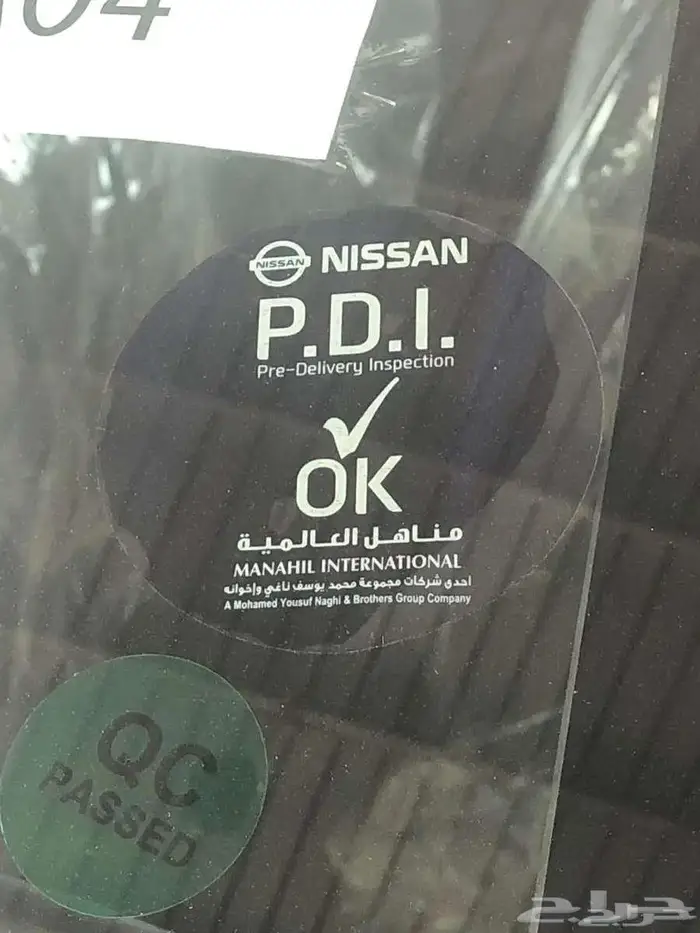 04
NISSAN NISSAN
P.D.I.
Pre-Delivery Inspection
OK
مناهل العالمية
MANAHIL INTERNATIONAL
احدى شركات مجموعة محمد يوسف ناغي وإخوانه
A Mohamed Yousuf Naghi & Brothers Group Company
QC
PASSED
حراج